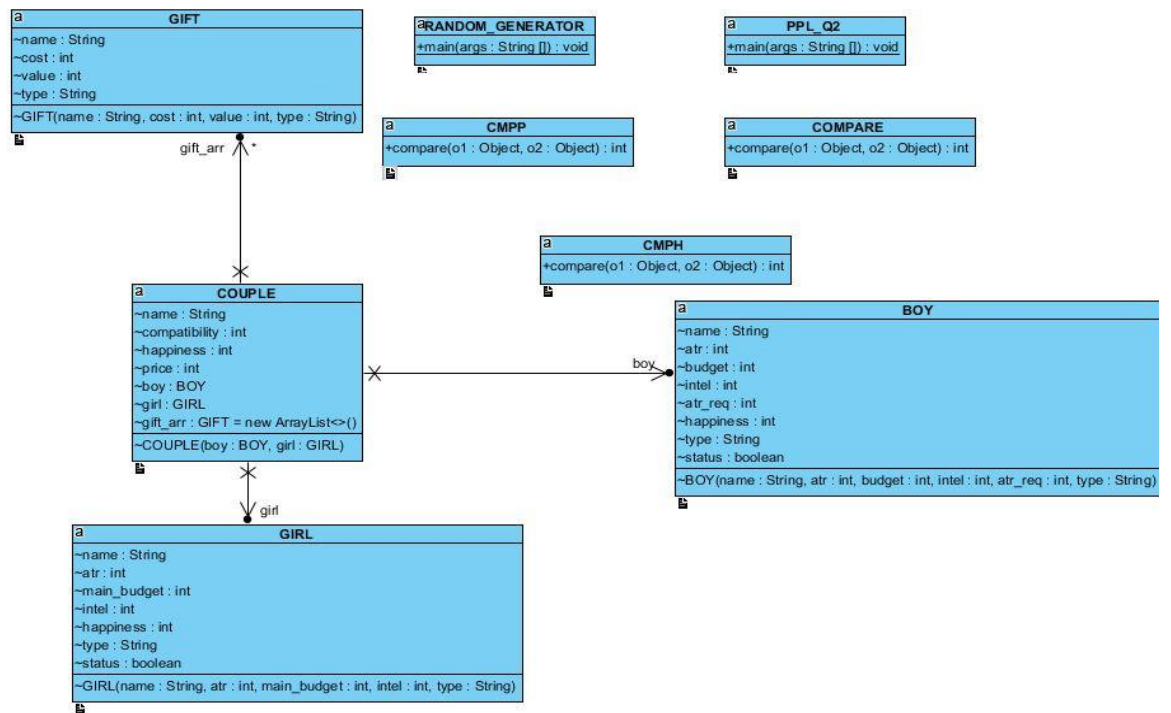 a
GIFT
~name : String
~cost : int
~value : int
~type : String
~GIFT(name : String, cost : int, value : int, type : String)
a
RANDOM_GENERATOR
+main(args : String []) : void
a
PPL_Q2
+main(args : String []) : void
a
CMPP
+compare(o1 : Object, o2 : Object) : int
a
COMPARE
+compare(o1 : Object, o2 : Object) : int
gift_arr
*
a
CMPH
+compare(o1 : Object, o2 : Object) : int
a
COUPLE
~name : String
~compatibility : int
~happiness : int
~price : int
~boy : BOY
~girl : GIRL
~gift_arr : GIFT = new ArrayList<>()
~COUPLE(boy : BOY, girl : GIRL)
boy
a
BOY
~name : String
~atr : int
~budget : int
~intel : int
~atr_req : int
~happiness : int
~type : String
~status : boolean
~BOY(name : String, atr : int, budget : int, intel : int, atr_req : int, type : String)
girl
a
GIRL
~name : String
~atr : int
~main_budget : int
~intel : int
~happiness : int
~type : String
~status : boolean
~GIRL(name : String, atr : int, main_budget : int, intel : int, type : String)